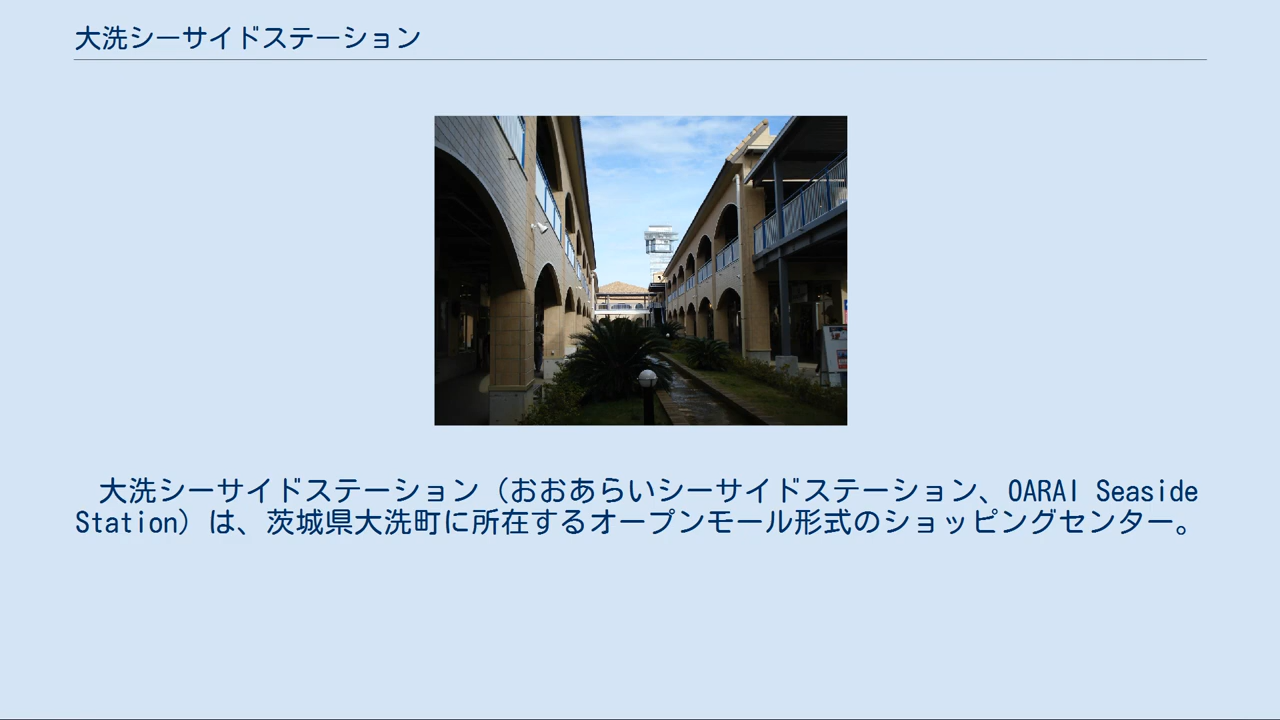 大洗シーサイドステーション
大洗シーサイドステーション（おおあらいシーサイドステーション、OARAI Seaside
Station）は、茨城県大洗町に所在するオープンモール形式のショッピングセンター。